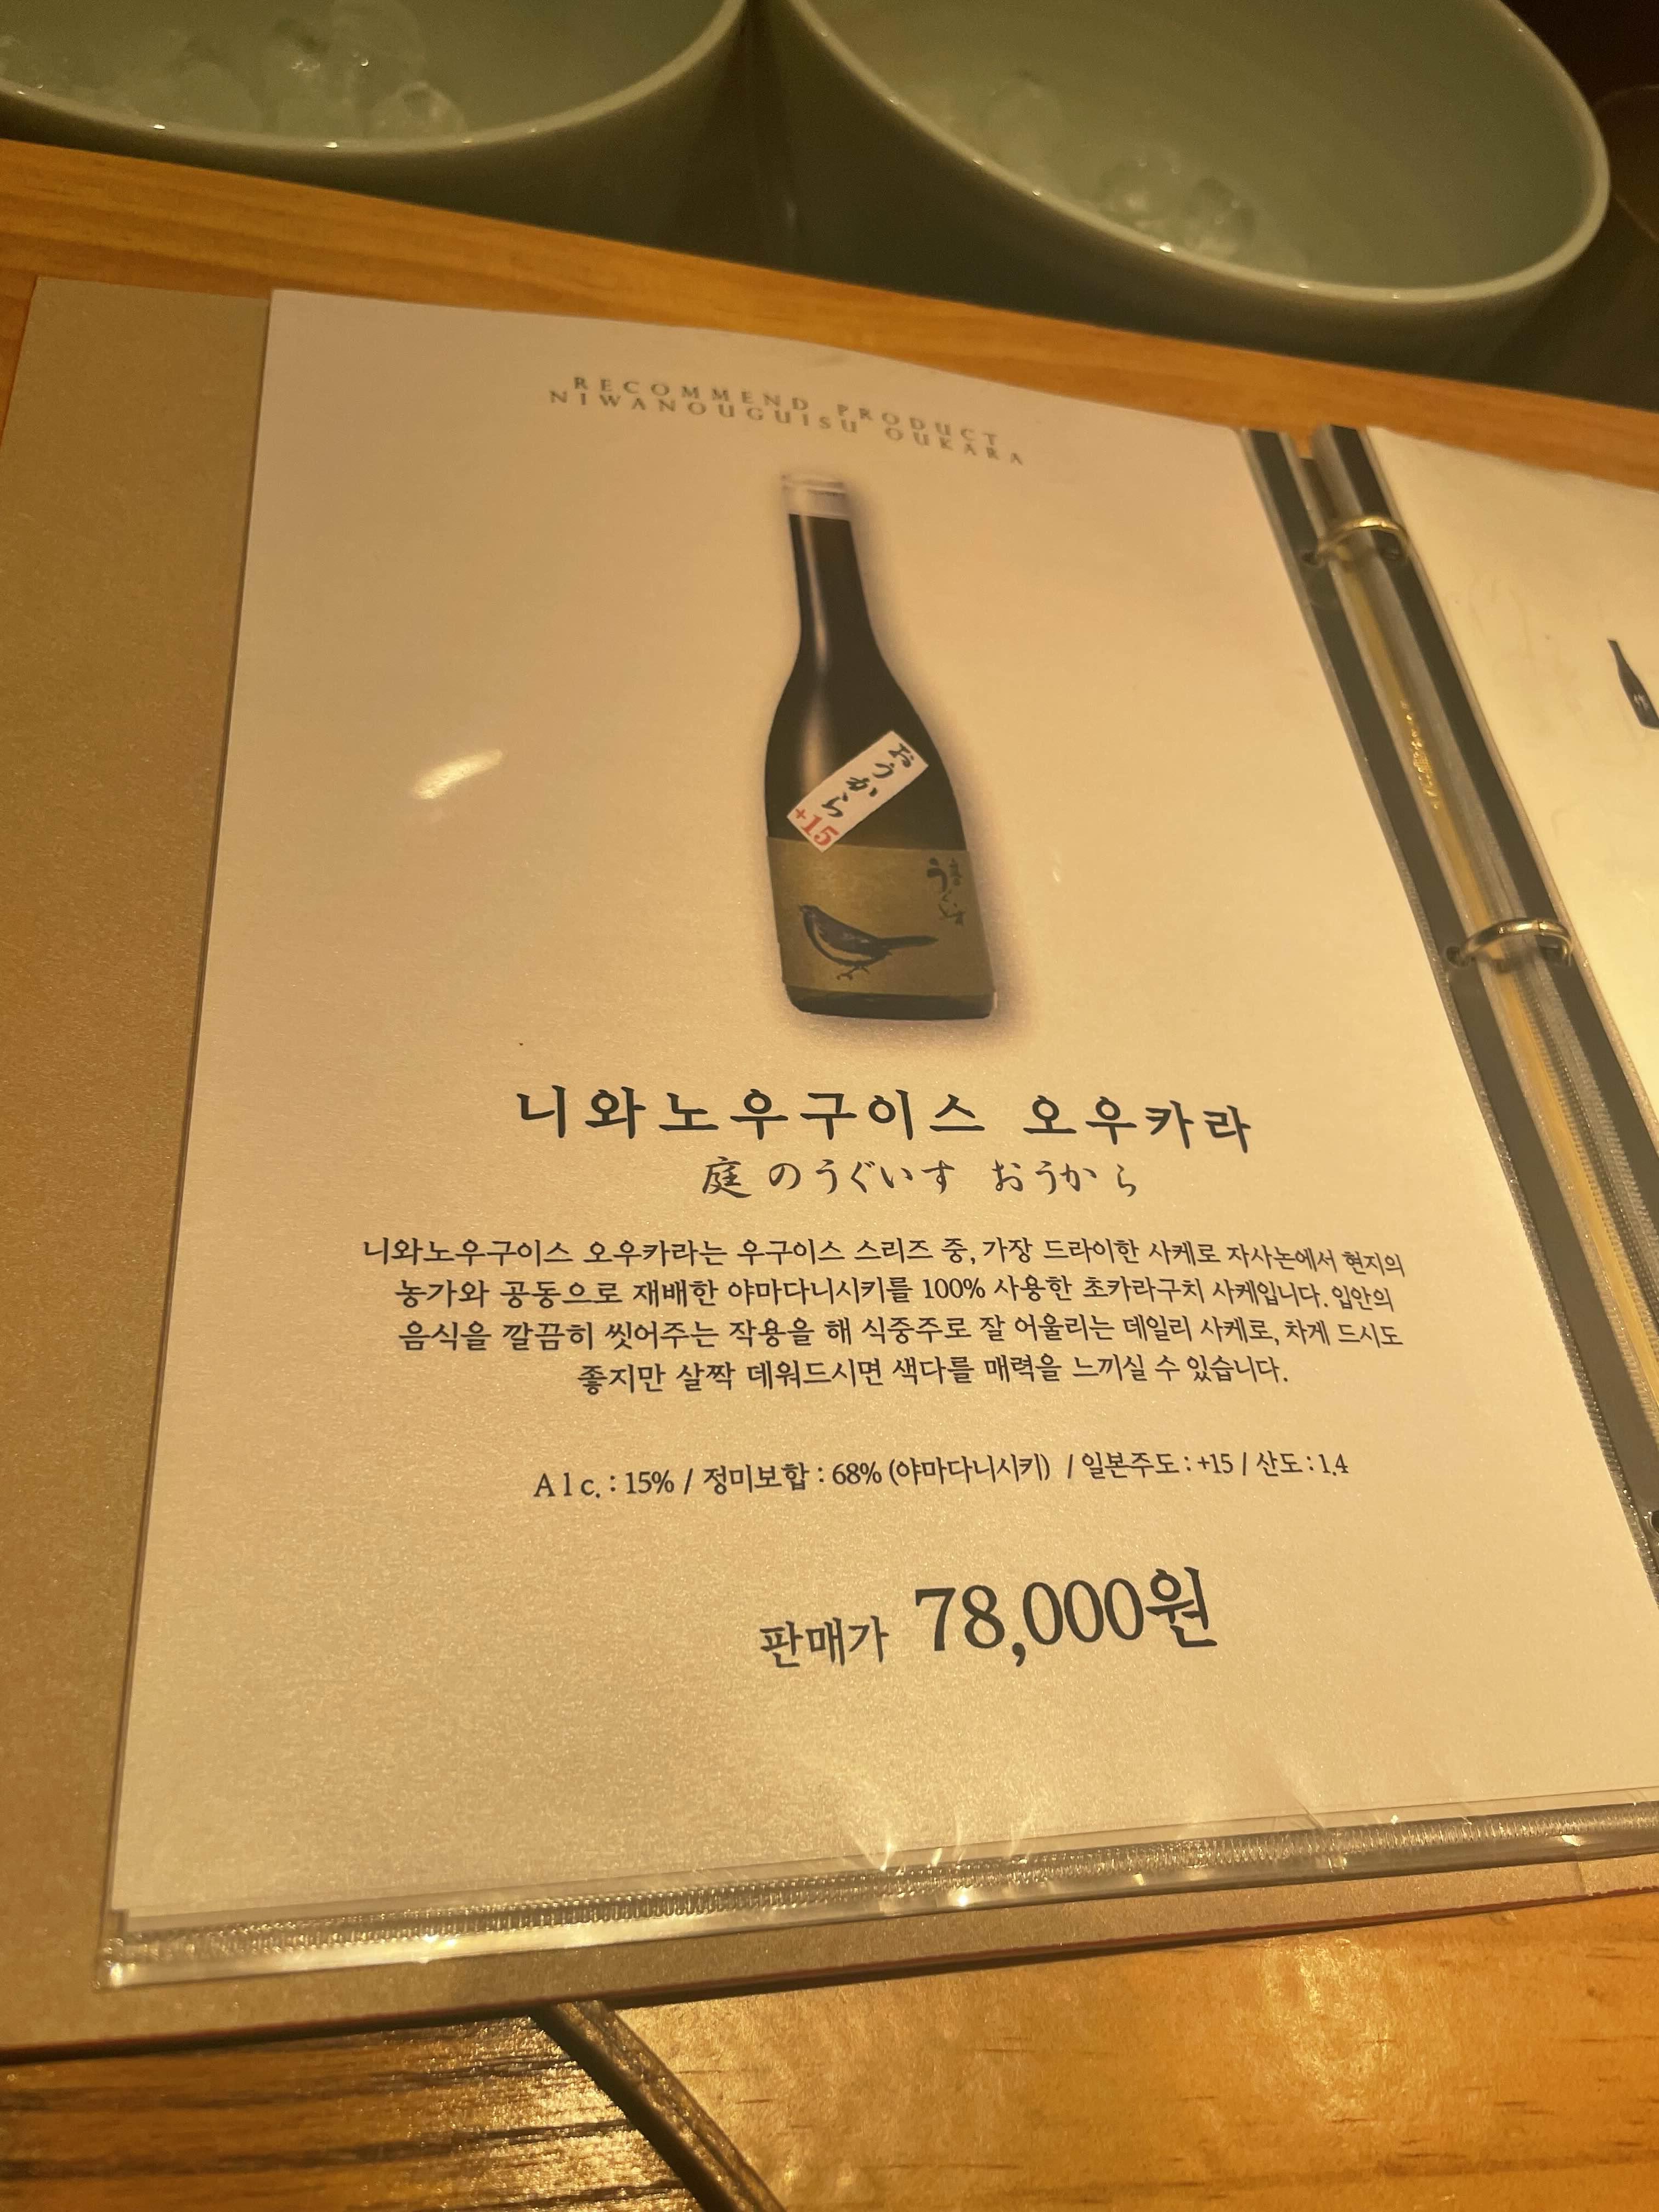 RECOMMEND PRODUCT
NIWANOUGUISU OUKARA
おうから
+15
니와노우구이스 오우카라
庭のうぐいす おうから
니와노우구이스 오우카라는 우구이스 스리즈 중, 가장 드라이한 사케로 자사논에서 현지의
농가와 공동으로 재배한 야마다니시키를 100% 사용한 초카라구치 사케입니다. 입안의
음식을 깔끔히 씻어주는 작용을 해 식중주로 잘 어울리는 데일리 사케로, 차게 드시도
좋지만 살짝 데워드시면 색다를 매력을 느끼실 수 있습니다.
Alc. : 15% / 정미보합 : 68% (야마다니시키) / 일본주도 : +15 / 산도 : 1.4
판매가 78,000원